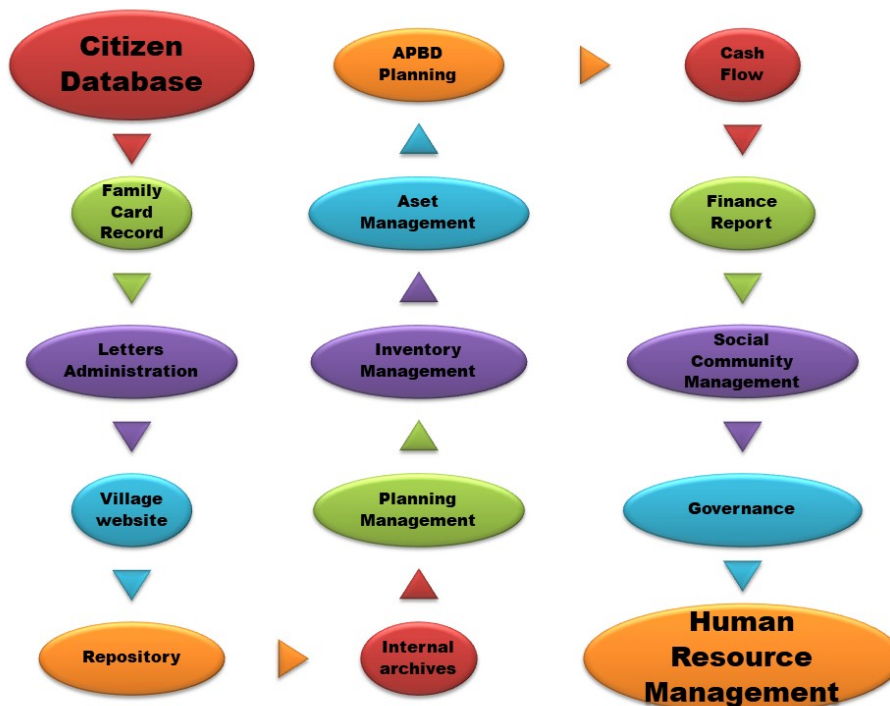 Citizen
Database
Family
Card
Record
Letters
Administration
Village
website
Repository
Internal
archives
Planning
Management
Inventory
Management
Aset
Management
APBD
Planning
Cash
Flow
Finance
Report
Social
Community
Management
Governance
Human
Resource
Management